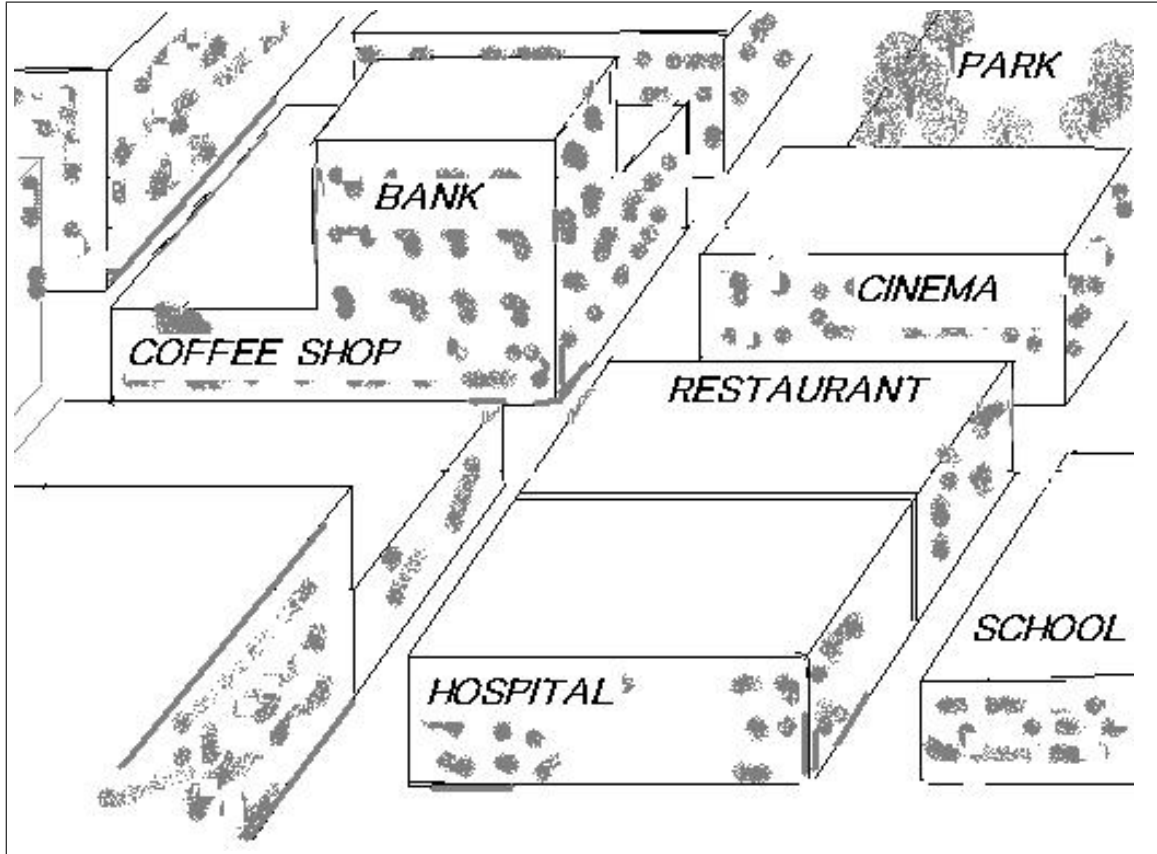 PARK
BANK
CINEMA
COFFEE SHOP
RESTAURANT
SCHOOL
HOSPITAL